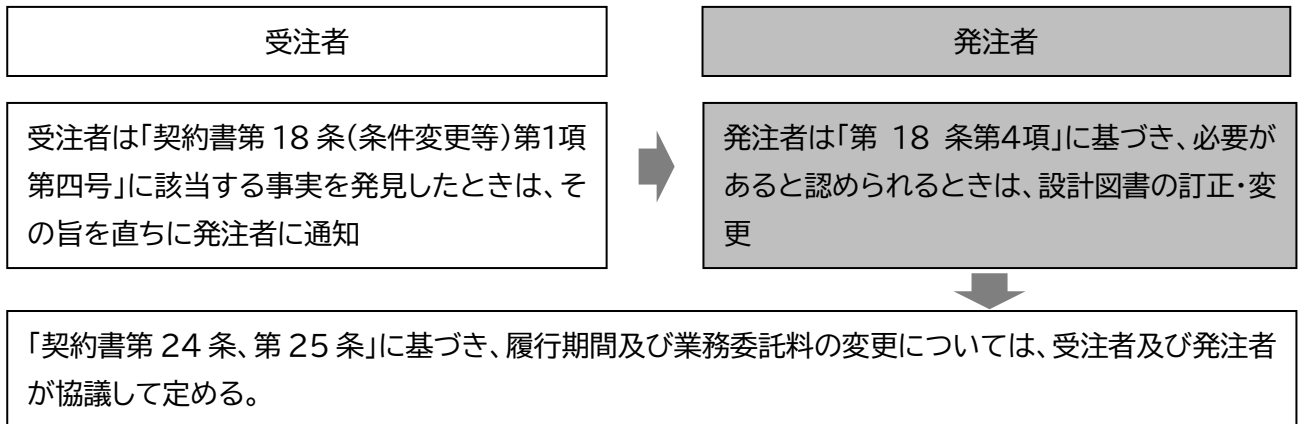 受注者
発注者
受注者は「契約書第18条(条件変更等)第1項
第四号」に該当する事実を発見したときは、そ
の旨を直ちに発注者に通知
発注者は「第 18 条第4項」に基づき、必要が
あると認められるときは、設計図書の訂正・変
更
「契約書第24条、第25条」に基づき、履行期間及び業務委託料の変更については、受注者及び発注者
が協議して定める。